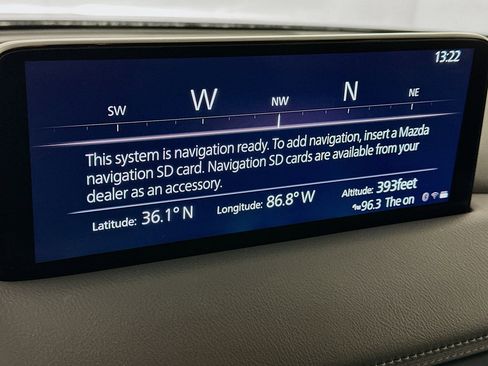 13:22
SW W NW N NE
This system is navigation ready. To add navigation, insert a Mazda
navigation SD card. Navigation SD cards are available from your
dealer as an accessory.
Latitude: 36.1° N Longitude: 86.8° W Altitude: 393feet
96.3 The on